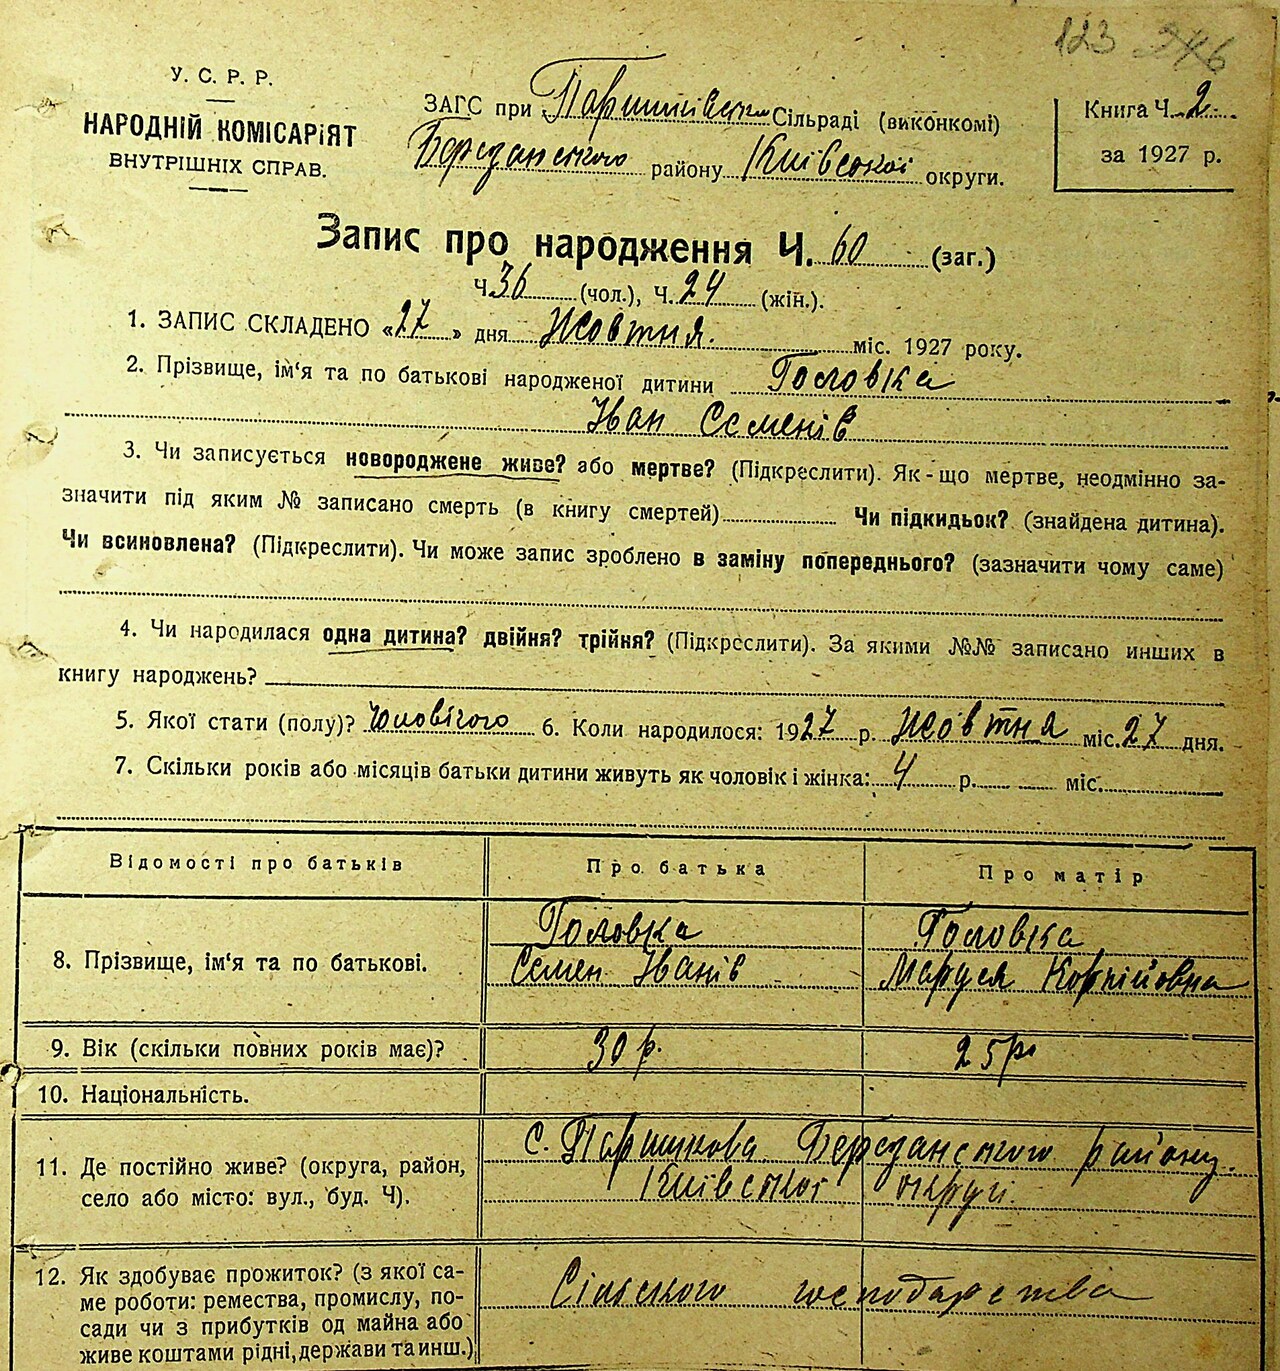 123 346
У. С. Р. Р.
НАРОДНІЙ КОМІСАРІЯТ
ВНУТРІШНІХ СПРАВ.
ЗАГС при Паришківськ Сільраді (виконкомі)
Березанського району Київської округи.
Книга Ч. 2
за 1927 р.
Запис про народження Ч. 60 (заг.)
Ч. 36 (чол.), Ч. 24 (жін.).
1. ЗАПИС СКЛАДЕНО «27» дня Жовтня. міс. 1927 року.
2. Прізвище, ім‘я та по батькові народженої дитини Головка
Іван Семенів
3. Чи записується новороджене живе? або мертве? (Підкреслити). Як-що мертве, неодмінно за-
значити під яким № записано смерть (в книгу смертей) Чи підкидьок? (знайдена дитина).
Чи всиновлена? (Підкреслити). Чи може запис зроблено в заміну попереднього? (зазначити чому саме)
4. Чи народилася одна дитина? двійня? трійня? (Підкреслити). За якими №№ записано инших в
книгу народжень?
5. Якої стати (полу)? Чоловічого 6. Коли народилося: 1927 р. Жовтня міс. 27 дня.
7. Скільки років або місяців батьки дитини живуть як чоловік і жінка: 4 р. міс.
Відомості про батьків Про батька Про матір
8. Прізвище, ім‘я та по батькові.
Головка
Семен Іванів
Головка
Маруся Корнійовна
9. Вік (скільки повних років має)? 30 р. 25 р.
10. Національність.
11. Де постійно живе? (округа, район,
село або місто: вул., буд. Ч).
С. Паришкова Березанського району
Київської округи.
12. Як здобуває прожиток? (з якої са-
ме роботи: ремества, промислу, по-
сади чи з прибутків од майна або
живе коштами рідні, держави та инш.)
Сільского господарства